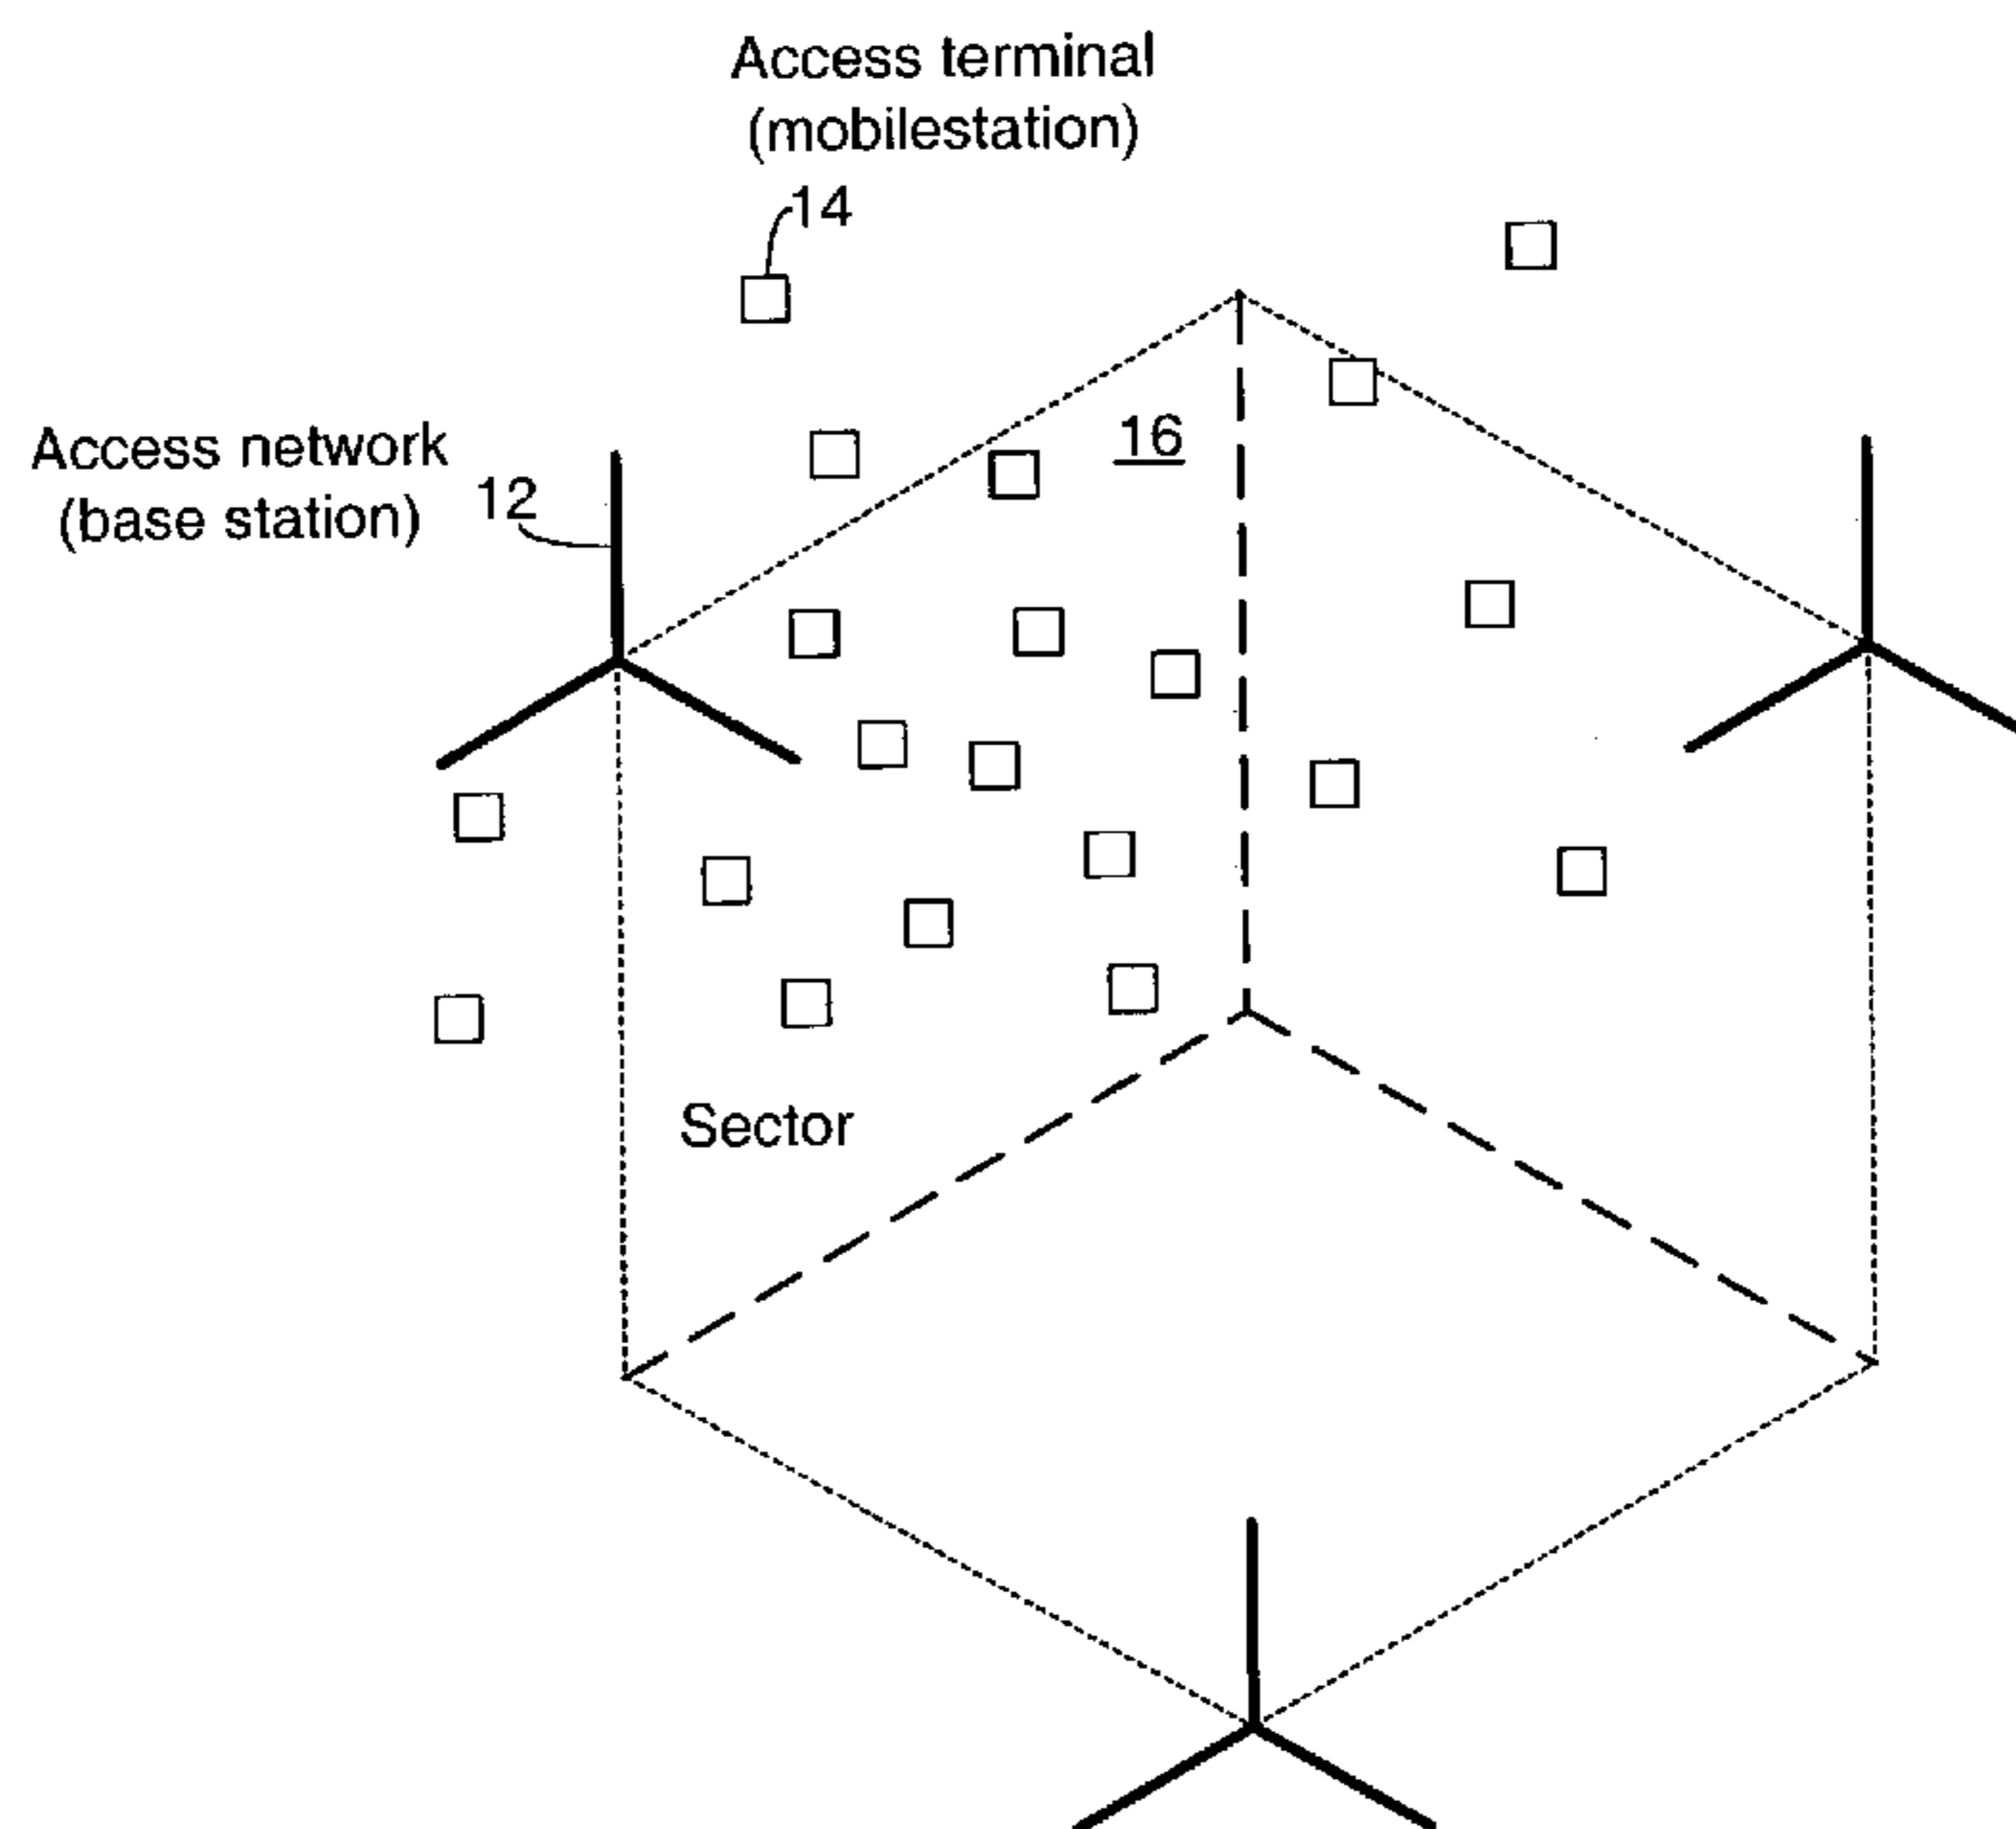 Access terminal
(mobilestation)
14
16
Access network
(base station)
12
Sector